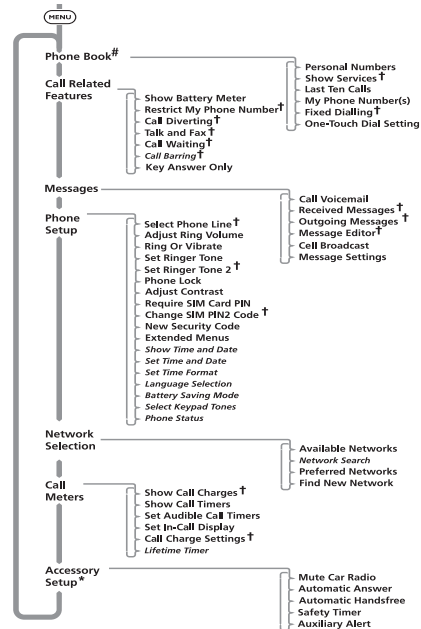 MENU
Phone Book#
Personal Numbers
Show Services†
Last Ten Calls
My Phone Number(s)
Fixed Dialling†
One-Touch Dial Setting
Call Related
Features
Show Battery Meter
Restrict My Phone Number†
Call Diverting†
Talk and Fax†
Call Waiting†
Call Barring†
Key Answer Only
Messages
Call Voicemail
Received Messages†
Outgoing Messages†
Message Editor†
Cell Broadcast
Message Settings
Phone
Setup
Select Phone Line†
Adjust Ring Volume
Ring Or Vibrate
Set Ringer Tone
Set Ringer Tone 2†
Phone Lock
Adjust Contrast
Require SIM Card PIN
Change SIM PIN2 Code†
New Security Code
Extended Menus
Show Time and Date
Set Time and Date
Set Time Format
Language Selection
Battery Saving Mode
Select Keypad Tones
Phone Status
Network
Selection
Available Networks
Network Search
Preferred Networks
Find New Network
Call
Meters
Show Call Charges†
Show Call Timers
Set Audible Call Timers
Set In-Call Display
Call Charge Settings†
Lifetime Timer
Accessory
Setup*
Mute Car Radio
Automatic Answer
Automatic Handsfree
Safety Timer
Auxiliary Alert